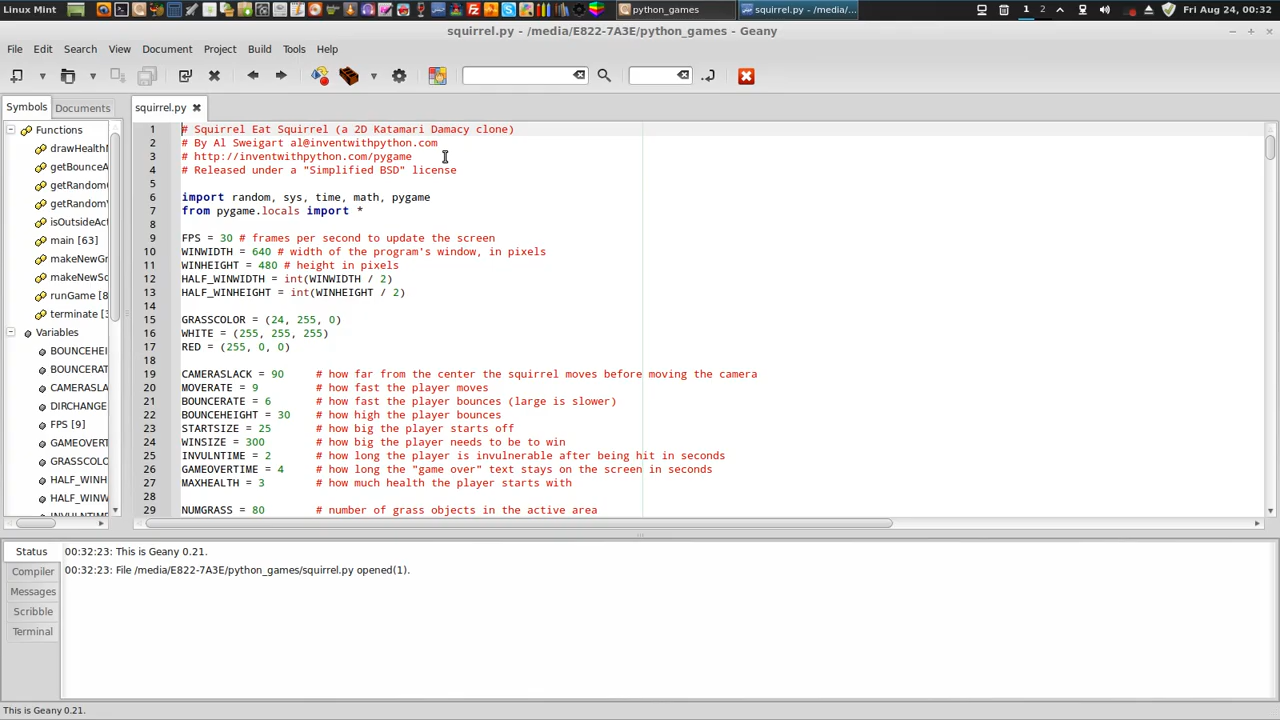 Linux Mint
python_games
squirrel.py - /media/...
1 2
Fri Aug 24, 00:32
squirrel.py - /media/E822-7A3E/python_games - Geany
File Edit Search View Document Project Build Tools Help
Symbols Documents
squirrel.py
Functions
drawHealth
getBounceA
getRandom
getRandom
isOutsideAct
main [63]
makeNewGr
makeNewSq
runGame [8
terminate [3
Variables
BOUNCEHEI
BOUNCERAT
CAMERASLA
DIRCHANGE
FPS [9]
GAMEOVERT
GRASSCOLO
HALF_WINH
HALF_WINW
INVULNTIME
1 # Squirrel Eat Squirrel (a 2D Katamari Damacy clone)
2 # By Al Sweigart al@inventwithpython.com
3 # http://inventwithpython.com/pygame
4 # Released under a "Simplified BSD" license
5
6 import random, sys, time, math, pygame
7 from pygame.locals import *
8
9 FPS = 30 # frames per second to update the screen
10 WINWIDTH = 640 # width of the program's window, in pixels
11 WINHEIGHT = 480 # height in pixels
12 HALF_WINWIDTH = int(WINWIDTH / 2)
13 HALF_WINHEIGHT = int(WINHEIGHT / 2)
14
15 GRASSCOLOR = (24, 255, 0)
16 WHITE = (255, 255, 255)
17 RED = (255, 0, 0)
18
19 CAMERASLACK = 90     # how far from the center the squirrel moves before moving the camera
20 MOVERATE = 9         # how fast the player moves
21 BOUNCERATE = 6       # how fast the player bounces (large is slower)
22 BOUNCEHEIGHT = 30    # how high the player bounces
23 STARTSIZE = 25       # how big the player starts off
24 WINSIZE = 300        # how big the player needs to be to win
25 INVULNTIME = 2       # how long the player is invulnerable after being hit in seconds
26 GAMEOVERTIME = 4     # how long the "game over" text stays on the screen in seconds
27 MAXHEALTH = 3        # how much health the player starts with
28
29 NUMGRASS = 80        # number of grass objects in the active area
Status
Compiler
Messages
Scribble
Terminal
00:32:23: This is Geany 0.21.
00:32:23: File /media/E822-7A3E/python_games/squirrel.py opened(1).
This is Geany 0.21.